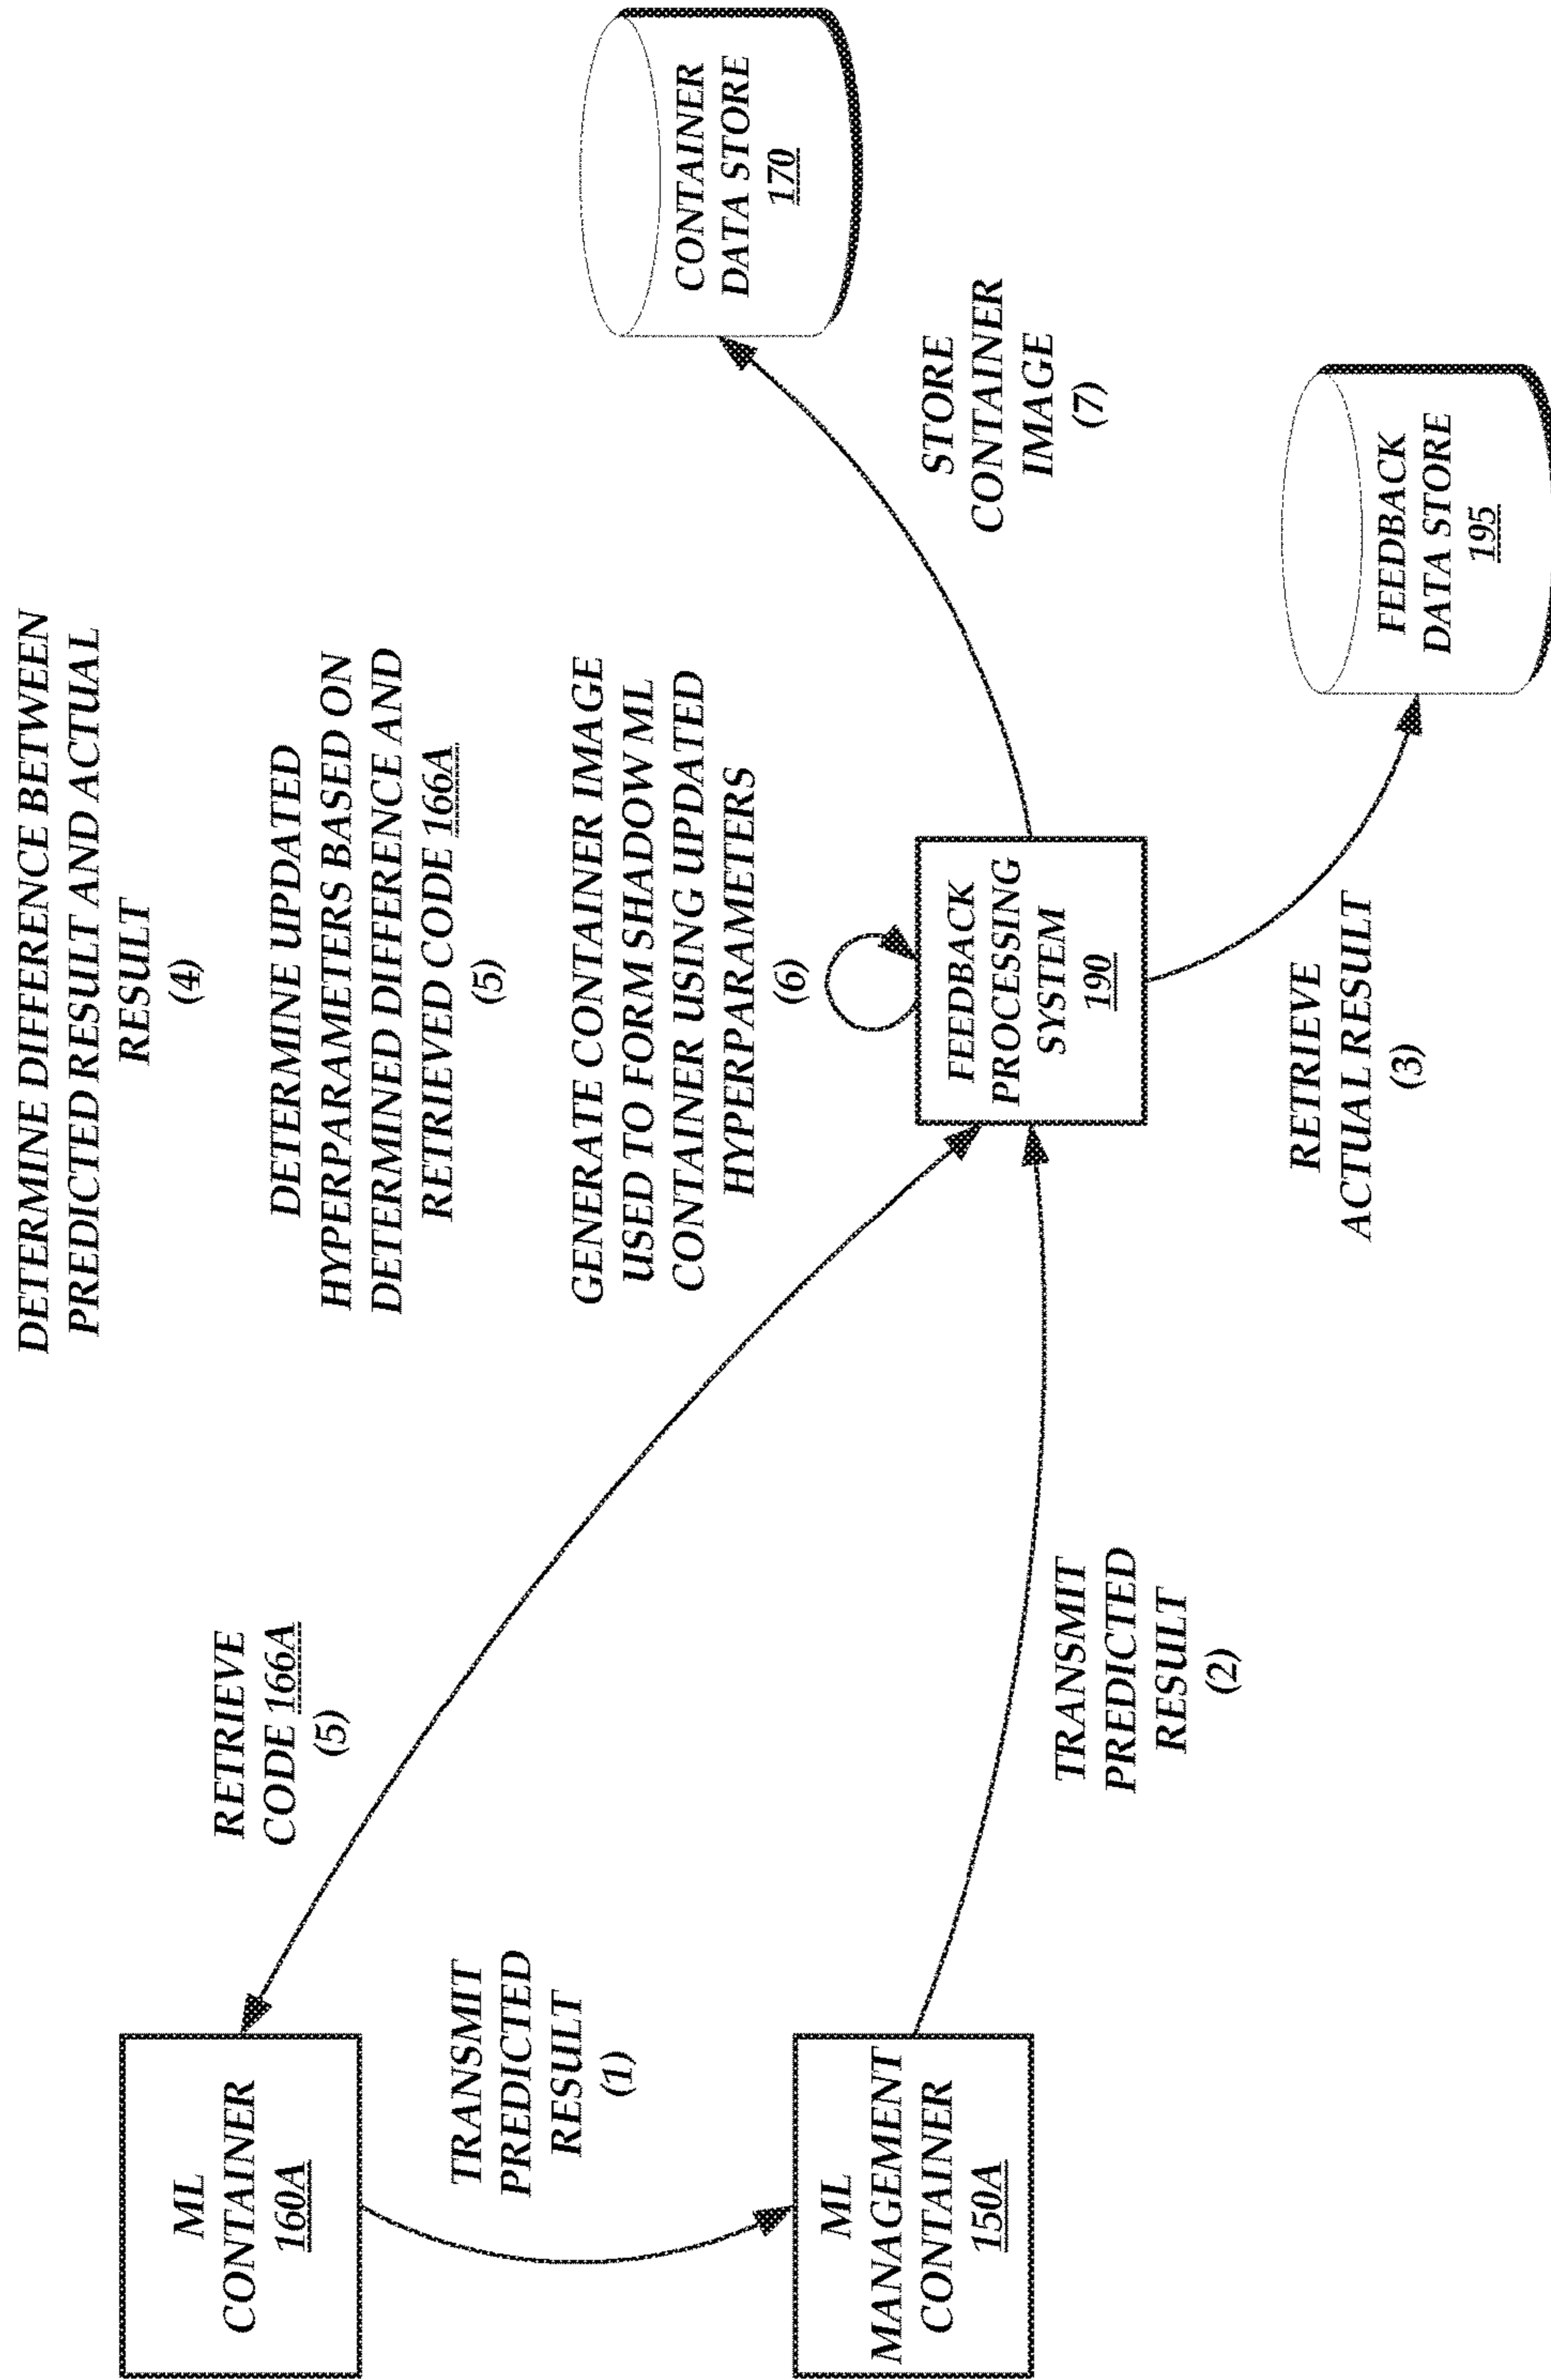 DETERMINE DIFFERENCE BETWEEN
PREDICTED RESULT AND ACTUAL
RESULT
(4)
DETERMINE UPDATED
HYPERPARAMETERS BASED ON
DETERMINED DIFFERENCE AND
RETRIEVED CODE 166A
(5)
GENERATE CONTAINER IMAGE
USED TO FORM SHADOW ML
CONTAINER USING UPDATED
HYPERPARAMETERS
(6)
RETRIEVE
CODE 166A
(5)
ML
CONTAINER
160A
TRANSMIT
PREDICTED
RESULT
(1)
ML
MANAGEMENT
CONTAINER
150A
TRANSMIT
PREDICTED
RESULT
(2)
FEEDBACK
PROCESSING
SYSTEM
190
RETRIEVE
ACTUAL RESULT
(3)
STORE
CONTAINER
IMAGE
(7)
CONTAINER
DATA STORE
170
FEEDBACK
DATA STORE
195